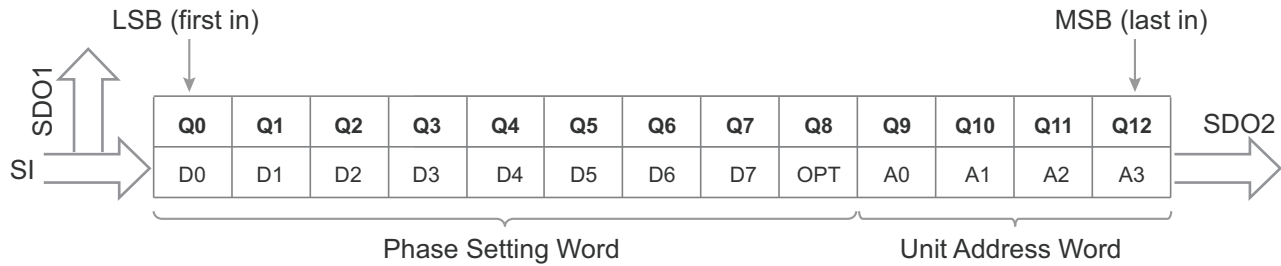 LSB (first in) MSB (last in)
SDO1
Q0 Q1 Q2 Q3 Q4 Q5 Q6 Q7 Q8 Q9 Q10 Q11 Q12 SDO2
SI D0 D1 D2 D3 D4 D5 D6 D7 OPT A0 A1 A2 A3
Phase Setting Word Unit Address Word